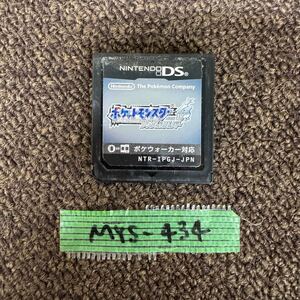 NINTENDO DS
Nintendo The Pokémon Company
ポケットモンスター
ポケウォーカー対応
NTR-IPGJ-JPN
MYS-434